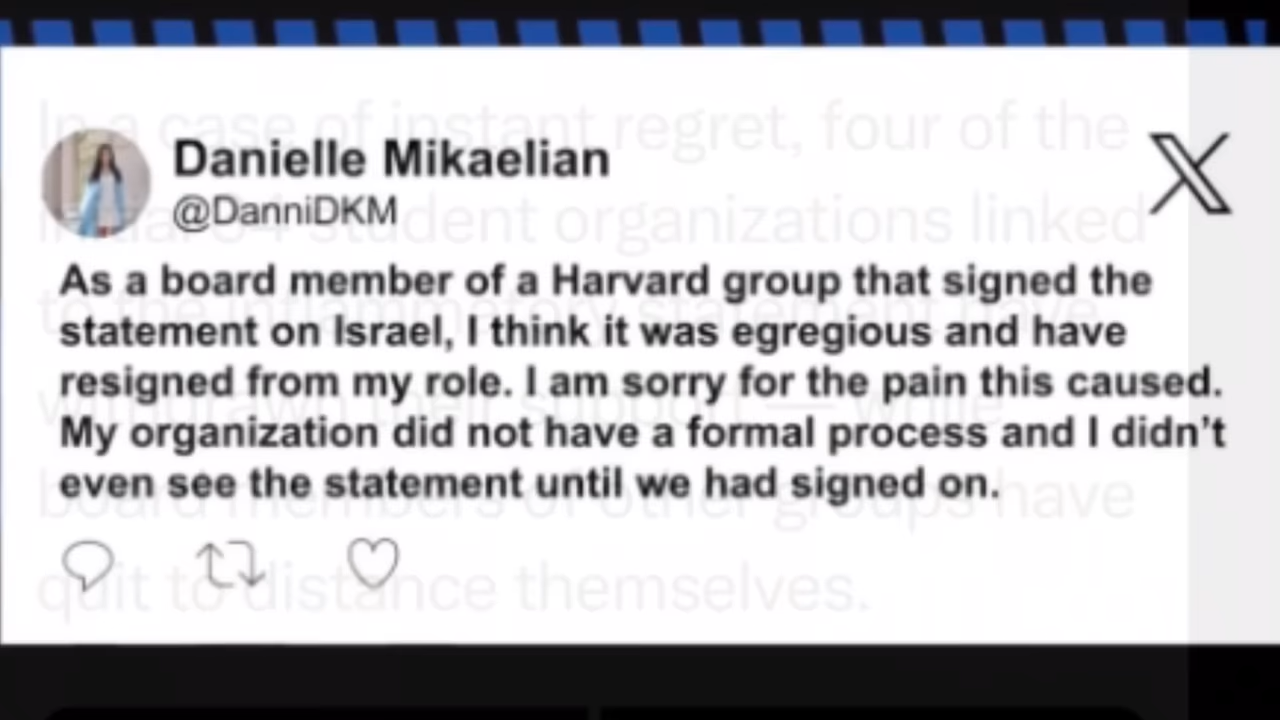 Danielle Mikaelian
@DanniDKM
As a board member of a Harvard group that signed the
statement on Israel, I think it was egregious and have
resigned from my role. I am sorry for the pain this caused.
My organization did not have a formal process and I didn’t
even see the statement until we had signed on.
In a case of instant regret, four of the
student organizations linked
to the inflammatory statement have
withdrawn their support — while
board members of other groups have
quit to distance themselves.